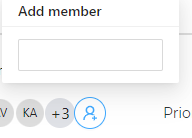 Add member
V KA +3 Prio